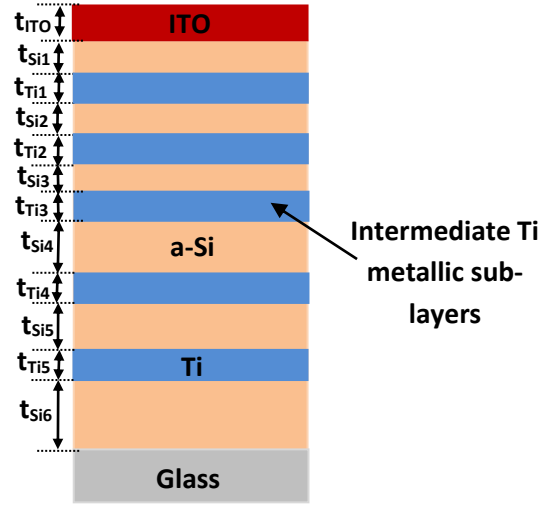 tITO
ITO
tSi1
tTi1
tSi2
tTi2
tSi3
tTi3
tSi4
a-Si
Intermediate Ti
metallic sub-
layers
tTi4
tSi5
tTi5
Ti
tSi6
Glass